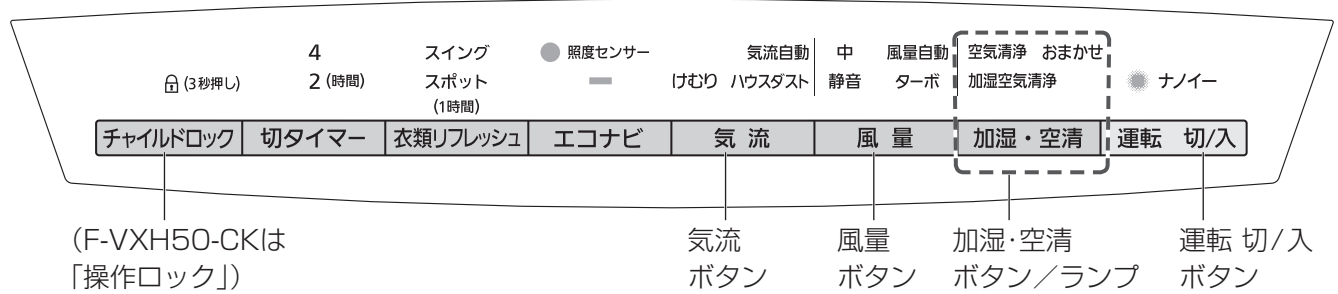 4 スイング 照度センサー 気流自動 中 風量自動 空気清浄 おまかせ
(3秒押し) 2 (時間) スポット けむり ハウスダスト 静音 ターボ 加湿空気清浄 ナノイー
(1時間)
チャイルドロック 切タイマー 衣類リフレッシュ エコナビ 気流 風量 加湿・空清 運転 切/入
(F-VXH50-CKは 気流 風量 加湿・空清 運転 切/入
「操作ロック」) ボタン ボタン ボタン/ランプ ボタン